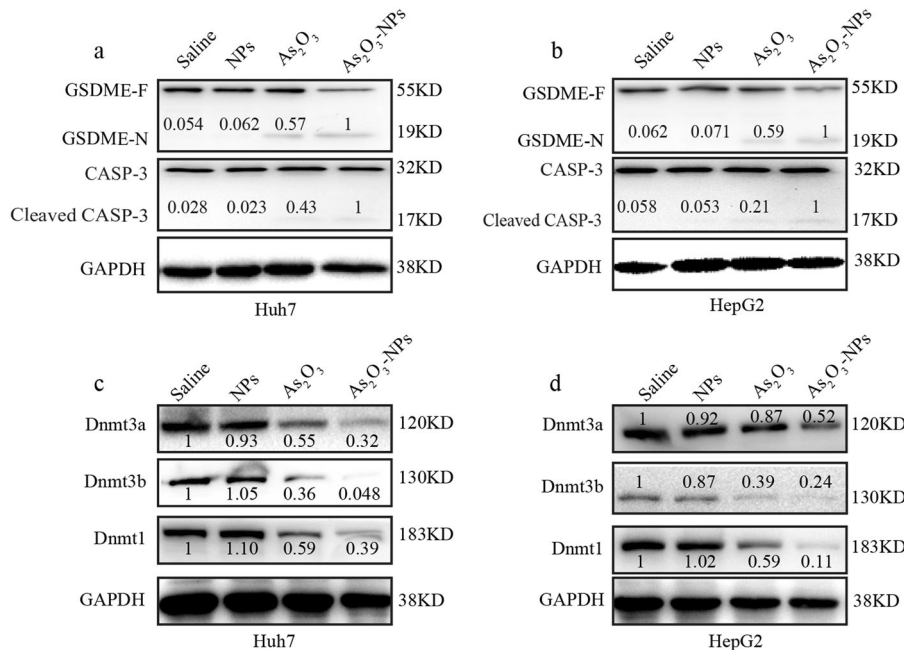 a
Saline NPs As₂O₃ As₂O₃-NPs
GSDME-F 55KD
0.054 0.062 0.57 1
GSDME-N 19KD
CASP-3 32KD
0.028 0.023 0.43 1
Cleaved CASP-3 17KD
GAPDH 38KD
Huh7
b
Saline NPs As₂O₃ As₂O₃-NPs
GSDME-F 55KD
0.062 0.071 0.59 1
GSDME-N 19KD
CASP-3 32KD
0.058 0.053 0.21 1
Cleaved CASP-3 17KD
GAPDH 38KD
HepG2
c
Saline NPs As₂O₃ As₂O₃-NPs
Dnmt3a 120KD
1 0.93 0.55 0.32
Dnmt3b 130KD
1 1.05 0.36 0.048
Dnmt1 183KD
1 1.10 0.59 0.39
GAPDH 38KD
Huh7
d
Saline NPs As₂O₃ As₂O₃-NPs
1 0.92 0.87 0.52
Dnmt3a 120KD
1 0.87 0.39 0.24
Dnmt3b 130KD
Dnmt1 183KD
1 1.02 0.59 0.11
GAPDH 38KD
HepG2